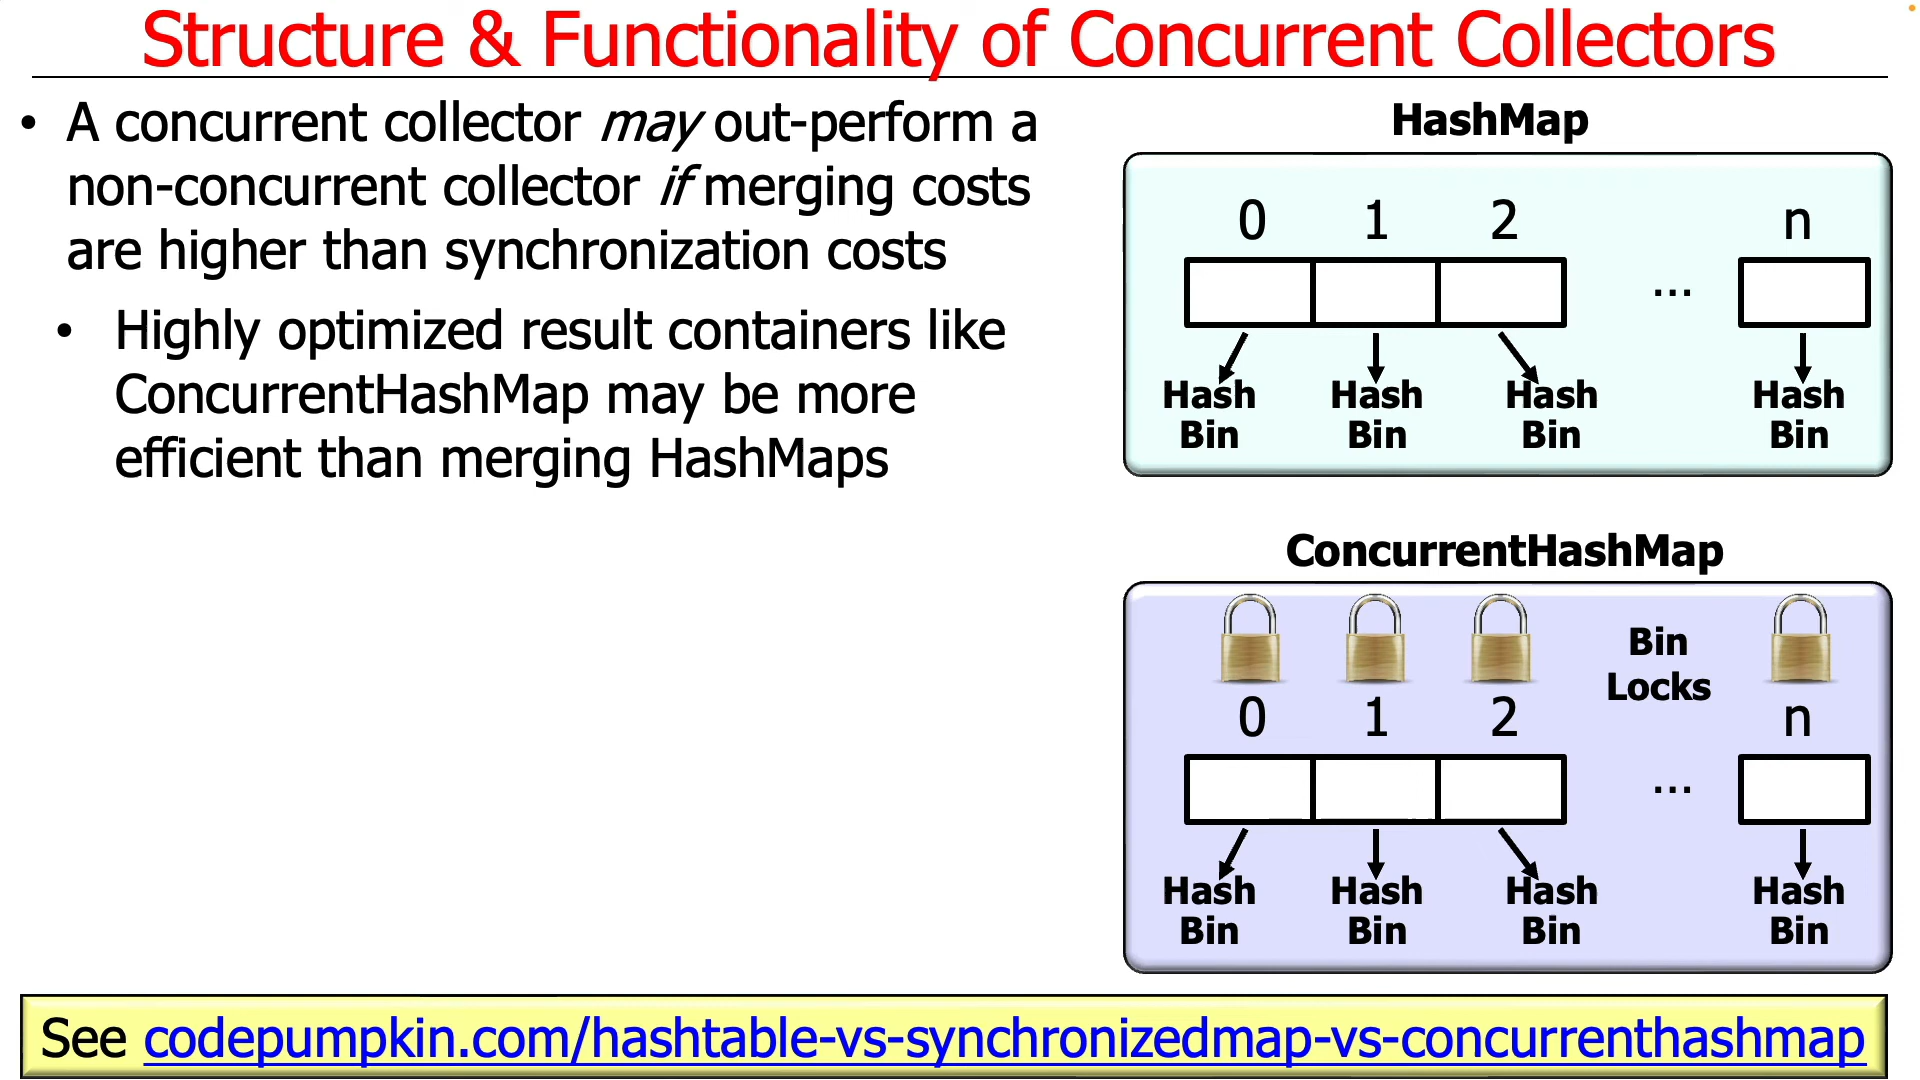 Structure & Functionality of Concurrent Collectors
• A concurrent collector may out-perform a
non-concurrent collector if merging costs
are higher than synchronization costs
• Highly optimized result containers like
ConcurrentHashMap may be more
efficient than merging HashMaps
HashMap
0 1 2 n
...
Hash Hash Hash Hash
Bin Bin Bin Bin
ConcurrentHashMap
Bin
Locks
0 1 2 n
...
Hash Hash Hash Hash
Bin Bin Bin Bin
See codepumpkin.com/hashtable-vs-synchronizedmap-vs-concurrenthashmap